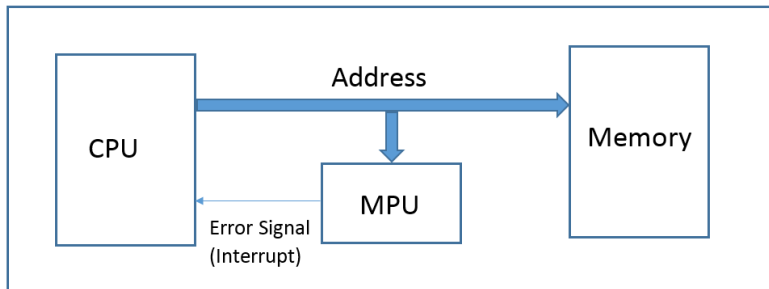 Address
CPU
Memory
MPU
Error Signal
(Interrupt)